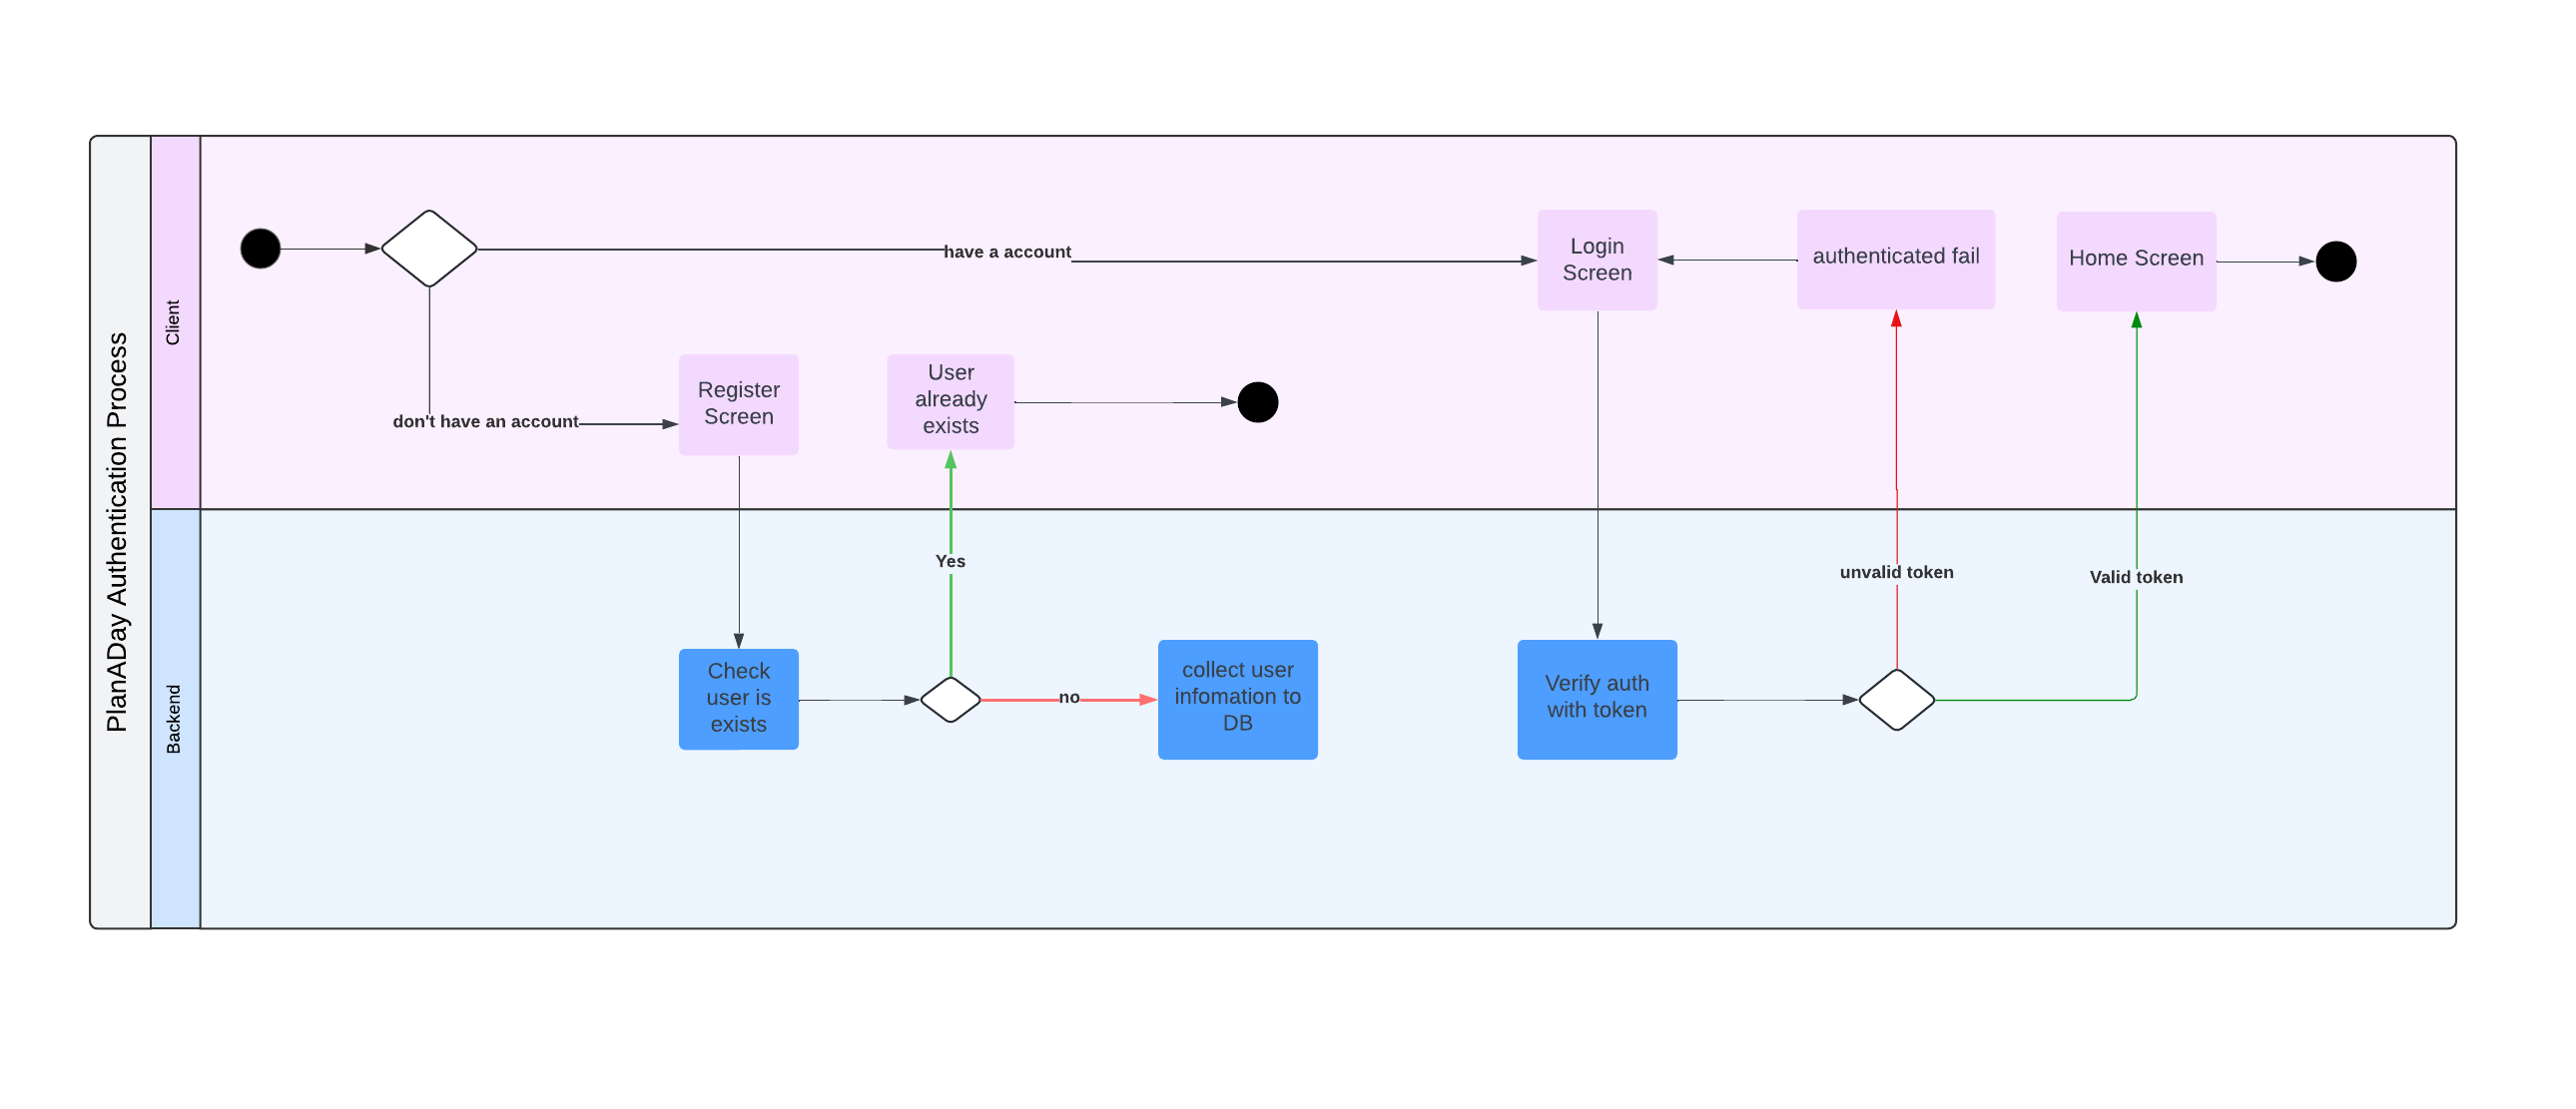 PlanADay Authentication Process
Client
Backend
have a account
Login
Screen
authenticated fail
Home Screen
don't have an account
Register
Screen
User
already
exists
Yes
unvalid token
Valid token
Check
user is
exists
no
collect user
infomation to
DB
Verify auth
with token